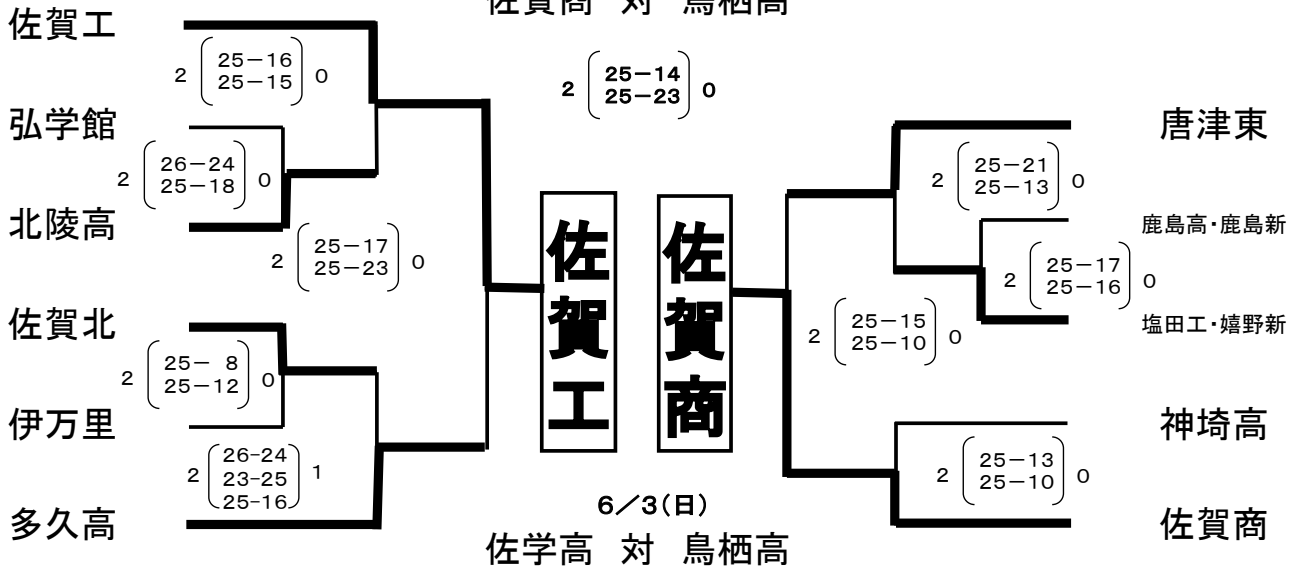 佐賀商 対 鳥栖高
佐賀工
2 25－16 0
25－15
弘学館
2 26－24 0
25－18
北陵高
2 25－17 0
25－23
佐賀北
2 25－ 8 0
25－12
伊万里
2 26-24 1
23-25
25-16
多久高
2 25－14 0
25－23
佐賀工
佐賀商
6／3(日)
佐学高 対 鳥栖高
唐津東
2 25－21 0
25－13
鹿島高・鹿島新
2 25－17 0
25－16
塩田工・嬉野新
2 25－15 0
25－10
神埼高
2 25－13 0
25－10
佐賀商